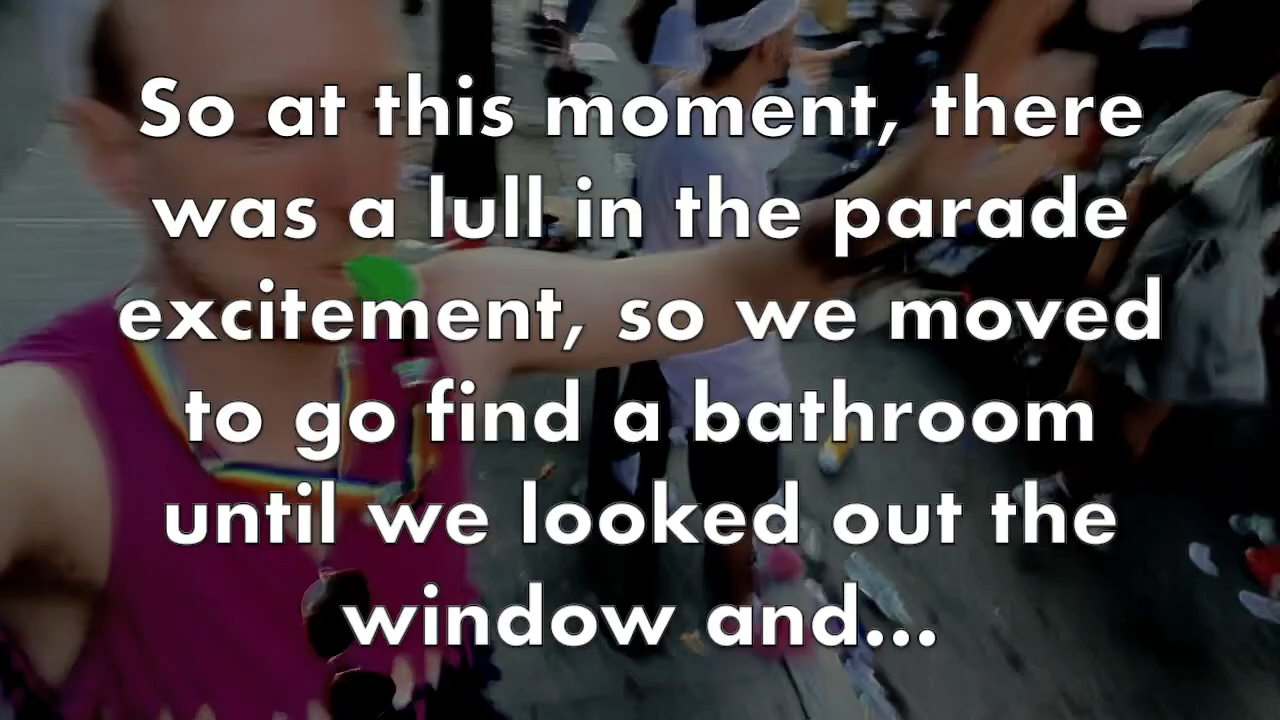 So at this moment, there
was a lull in the parade
excitement, so we moved
to go find a bathroom
until we looked out the
window and...